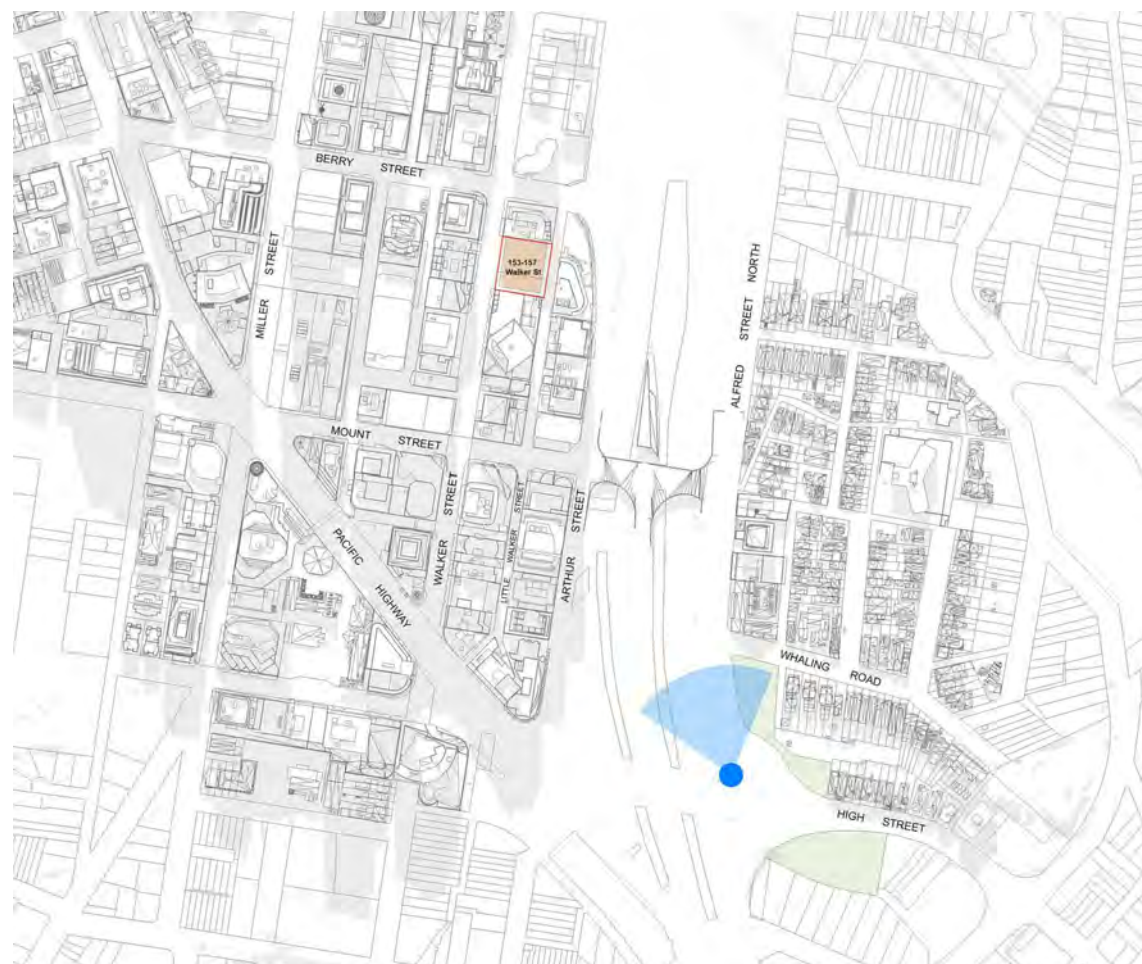 BERRY STREET
153-157
Walker St
MILLER STREET
ALFRED STREET NORTH
MOUNT STREET
WALKER STREET
LITTLE WALKER STREET
ARTHUR STREET
PACIFIC HIGHWAY
WHALING ROAD
HIGH STREET